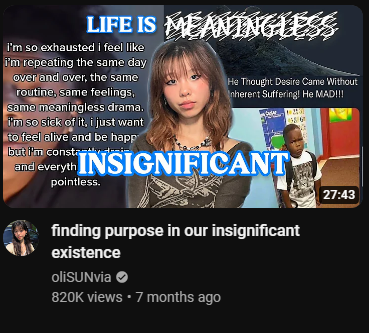 LIFE IS MEANINGLESS
i'm so exhausted i feel like
i'm repeating the same day
over and over, the same
routine, same feelings,
same meaningless drama.
i'm so sick of it, i just want
to feel alive and be happy
but i'm constantly
and everyth
pointless.
He Thought Desire Came Without
Inherent Suffering! He MAD!!!
INSIGNIFICANT
27:43
finding purpose in our insignificant
existence
oliSUNvia
820K views • 7 months ago